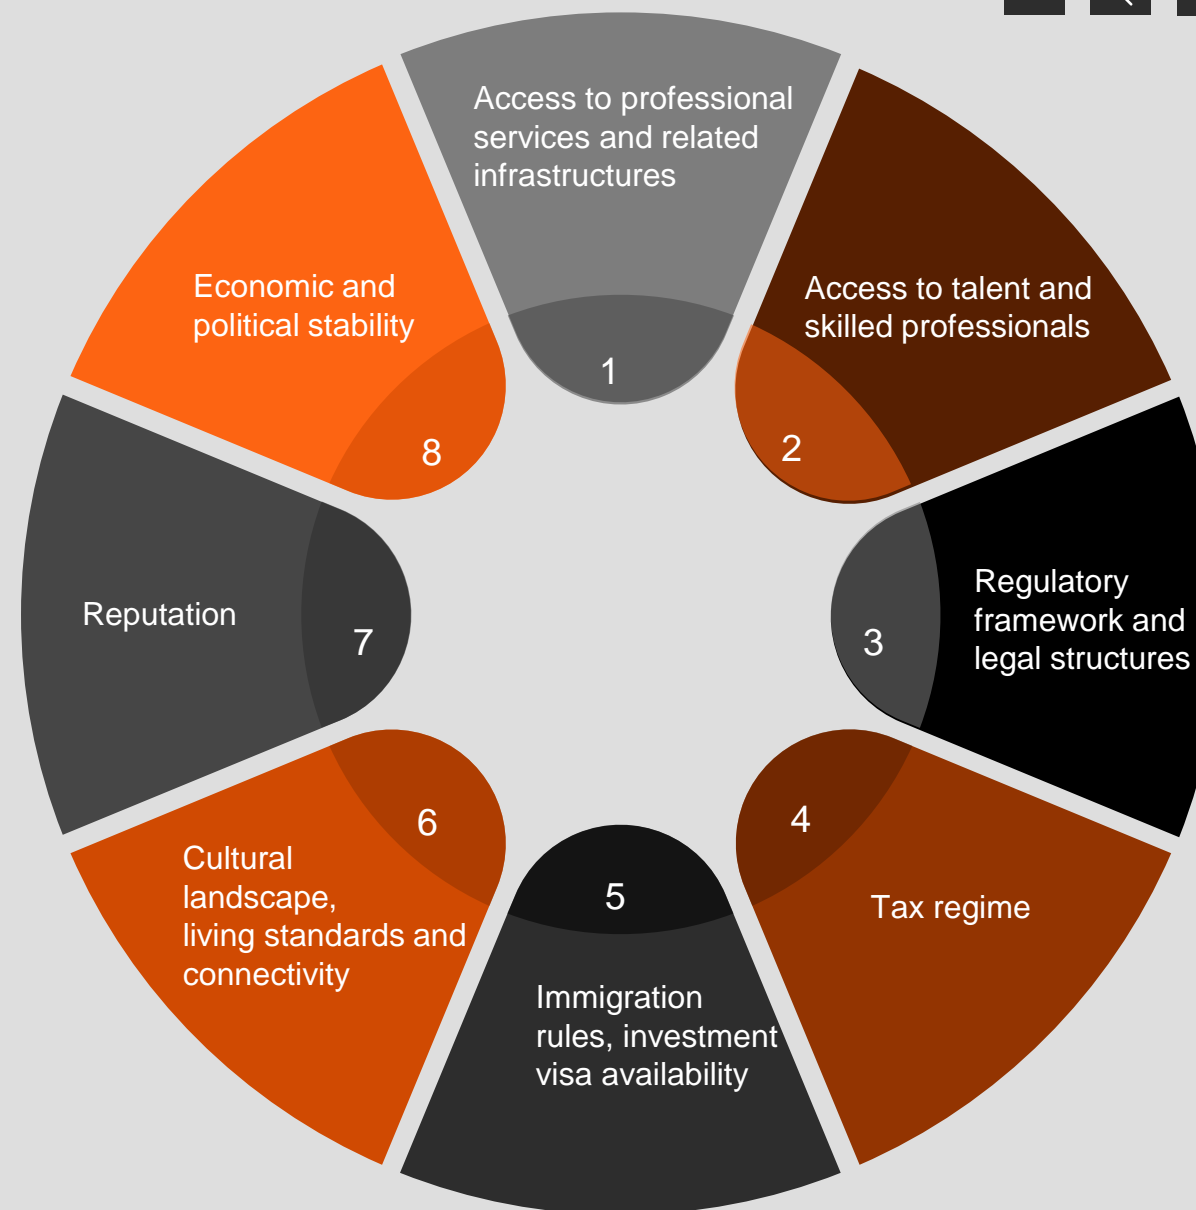 Access to professional
services and related
infrastructures
1
Access to talent and
skilled professionals
2
Regulatory
framework and
legal structures
3
Tax regime
4
5
Immigration
rules, investment
visa availability
6
Cultural
landscape,
living standards and
connectivity
Reputation
7
Economic and
political stability
8